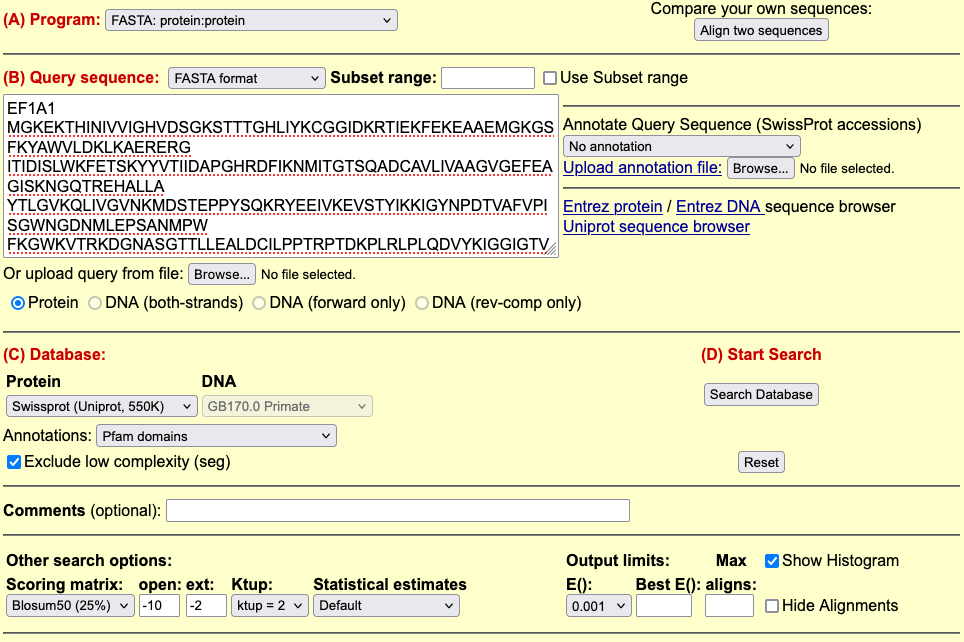 (A) Program: FASTA: protein:protein
Compare your own sequences:
Align two sequences
(B) Query sequence: FASTA format Subset range: Use Subset range
EF1A1
MGKEKTHINIVVIGHVDSGKSTTTGHLIYKCGGIDKRTIEKFEKEAAEMGKGS
FKYAWVLDKLKAERERG
ITIDISLWKFETSKYYVTIIDAPGHRDFIKNMITGTSQADCAVLIVAAGVGEFEA
GISKNGQTREHALLA
YTLGVKQLIVGVNKMDSTEPPYSQKRYEEIVKEVSTYIKKIGYNPDTVAFVPI
SGWNGDNMLEPSANMPW
FKGWKVTRKDGNASGTTLLEALDCILPPTRPTDKPLRLPLQDVYKIGGIGTV
Annotate Query Sequence (SwissProt accessions)
No annotation
Upload annotation file: Browse... No file selected.
Entrez protein / Entrez DNA sequence browser
Uniprot sequence browser
Or upload query from file: Browse... No file selected.
Protein DNA (both-strands) DNA (forward only) DNA (rev-comp only)
(C) Database:
(D) Start Search
Protein DNA
Swissprot (Uniprot, 550K) GB170.0 Primate
Search Database
Annotations: Pfam domains
Exclude low complexity (seg)
Reset
Comments (optional):
Other search options:
Output limits: Max Show Histogram
Scoring matrix: open: ext: Ktup: Statistical estimates
E(): Best E(): aligns:
Blosum50 (25%) -10 -2 ktup = 2 Default
0.001 Hide Alignments